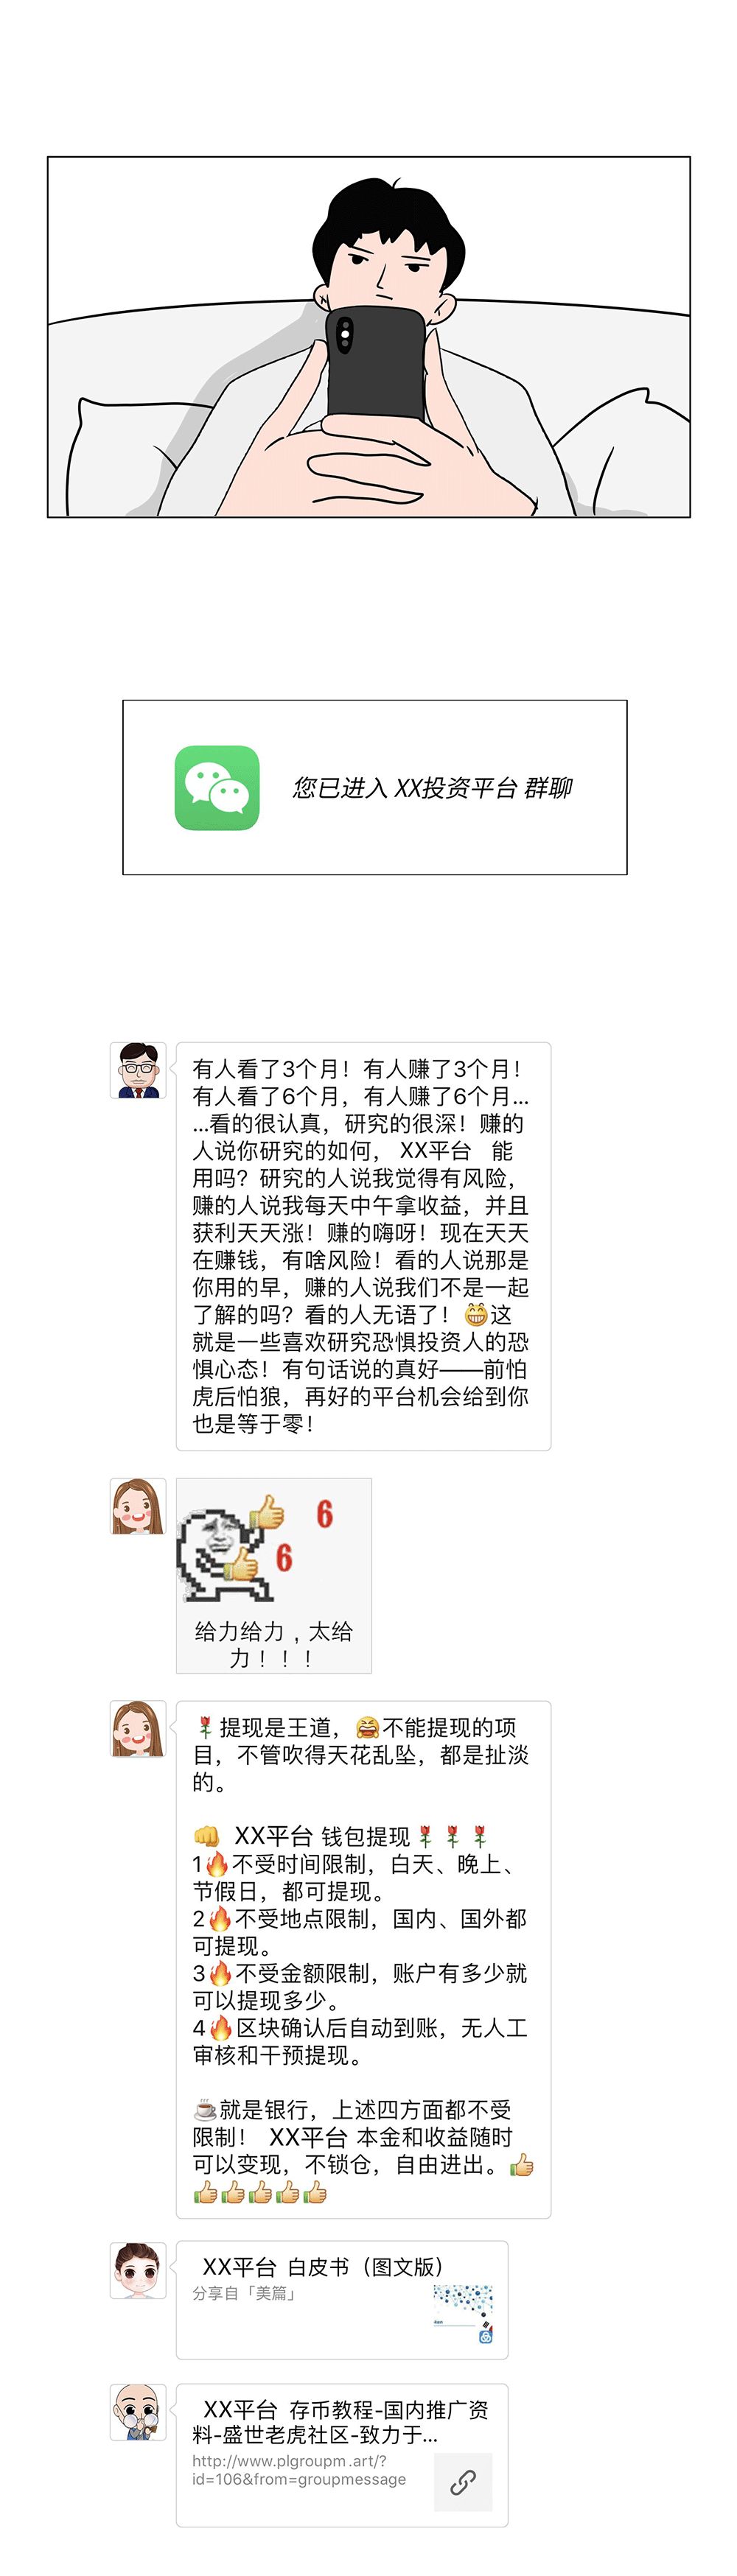 您已进入 XX投资平台 群聊
有人看了3个月！有人赚了3个月！
有人看了6个月，有人赚了6个月...
...看的很认真，研究的很深！赚的
人说你研究的如何， XX平台 能
用吗？研究的人说我觉得有风险，
赚的人说我每天中午拿收益，并且
获利天天涨！赚的嗨呀！现在天天
在赚钱，有啥风险！看的人说那是
你用的早，赚的人说我们不是一起
了解的吗？看的人无语了！😁这
就是一些喜欢研究恐惧投资人的恐
惧心态！有句话说的真好——前怕
虎后怕狼，再好的平台机会给到你
也是等于零！
6
6
给力给力，太给
力！！！
🌹提现是王道，😝不能提现的项
目，不管吹得天花乱坠，都是扯淡
的。
👊 XX平台 钱包提现🌹🌹🌹
1🔥不受时间限制，白天、晚上、
节假日，都可提现。
2🔥不受地点限制，国内、国外都
可提现。
3🔥不受金额限制，账户有多少就
可以提现多少。
4🔥区块确认后自动到账，无人工
审核和干预提现。
☕就是银行，上述四方面都不受
限制！ XX平台 本金和收益随时
可以变现，不锁仓，自由进出。👍
👍👍👍👍👍
XX平台 白皮书（图文版）
分享自「美篇」
XX平台 存币教程-国内推广资
料-盛世老虎社区-致力于...
http://www.plgroupm.art/?
id=106&from=groupmessage